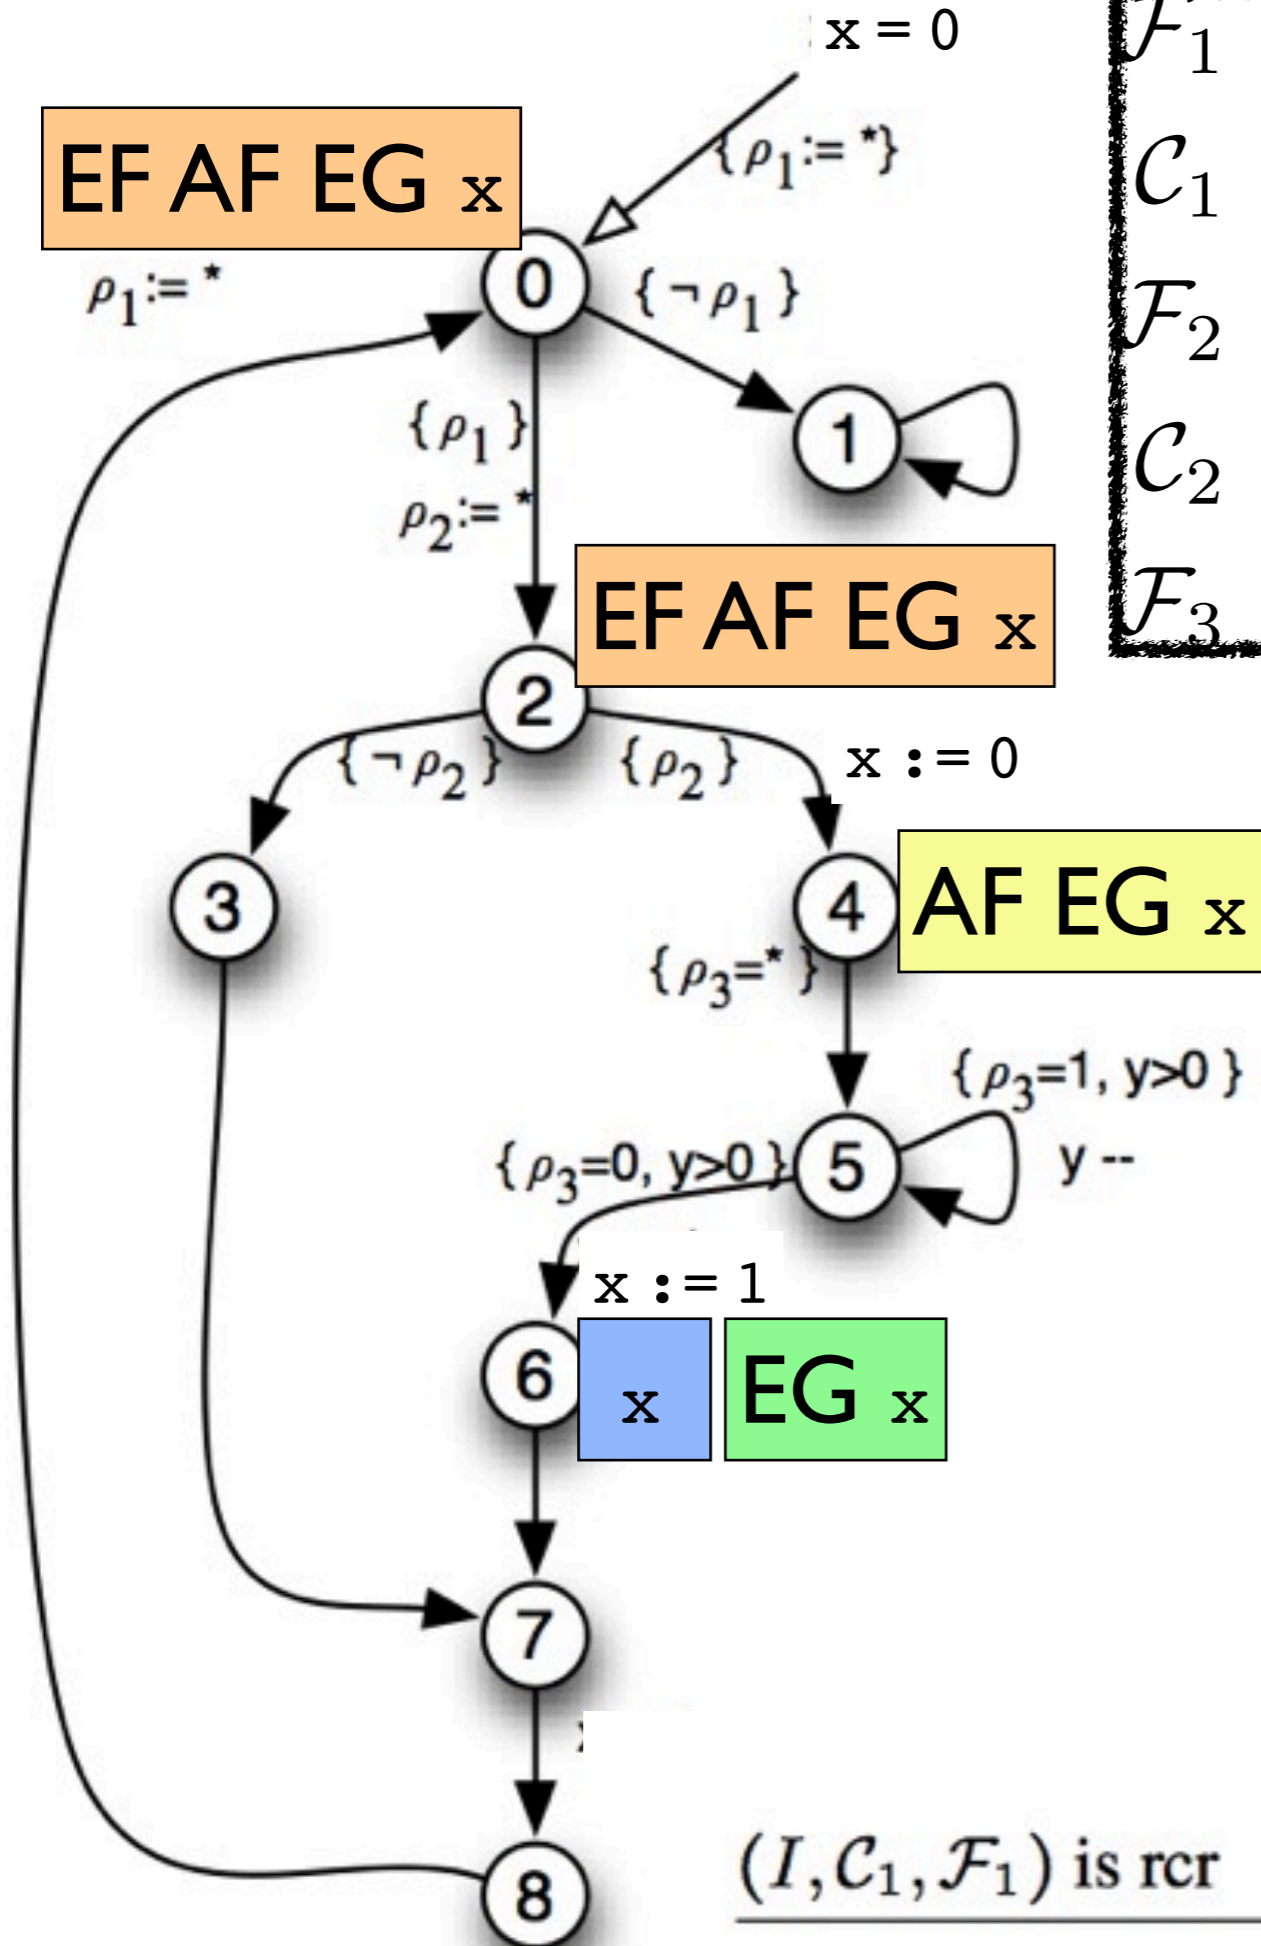 x = 0
ℱ₁
{ρ₁:= *}
𝒞₁
EF AF EG x
ρ₁:= *
0
{¬ρ₁}
ℱ₂
{ρ₁}
1
𝒞₂
ρ₂:= *
EF AF EG x
ℱ₃
2
{¬ρ₂}
{ρ₂}
x := 0
3
4
AF EG x
{ρ₃=* }
{ρ₃=1, y>0 }
{ρ₃=0, y>0 }
5
y --
x := 1
6
x
EG x
7
8
(I, 𝒞₁, ℱ₁) is rcr